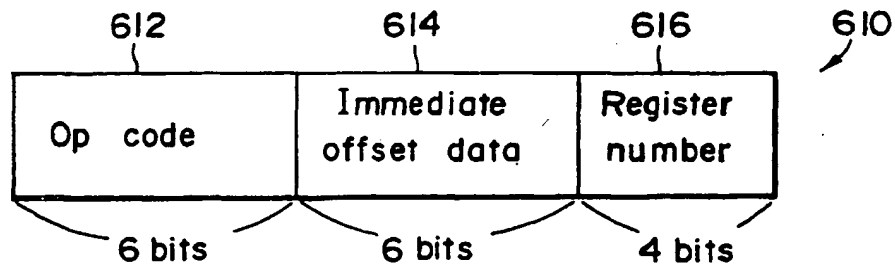 612 614 616 610
Op code
Immediate
offset data
Register
number
6 bits 6 bits 4 bits